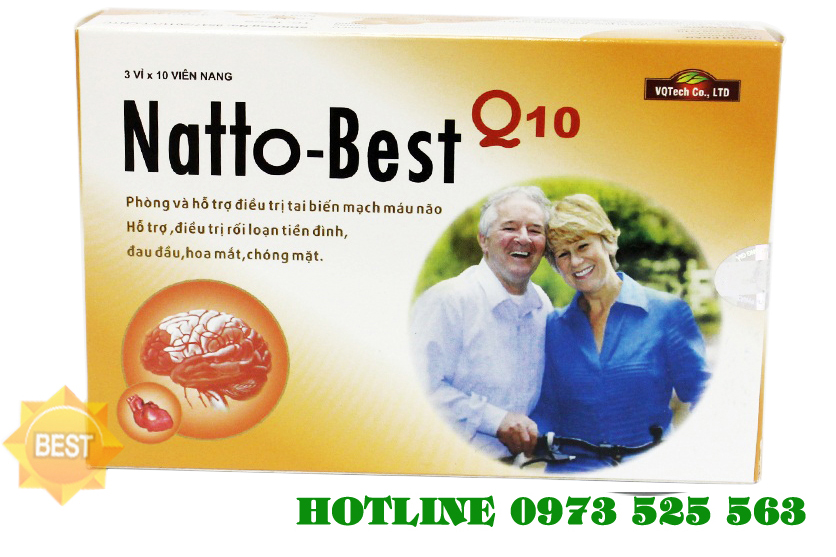 3 VỈ x 10 VIÊN NANG
VQTech Co., LTD
Natto-Best Q10
Phòng và hỗ trợ điều trị tai biến mạch máu não
Hỗ trợ ,điều trị rối loạn tiền đình,
đau đầu,hoa mắt,chóng mặt.
BEST
HOTLINE 0973 525 563